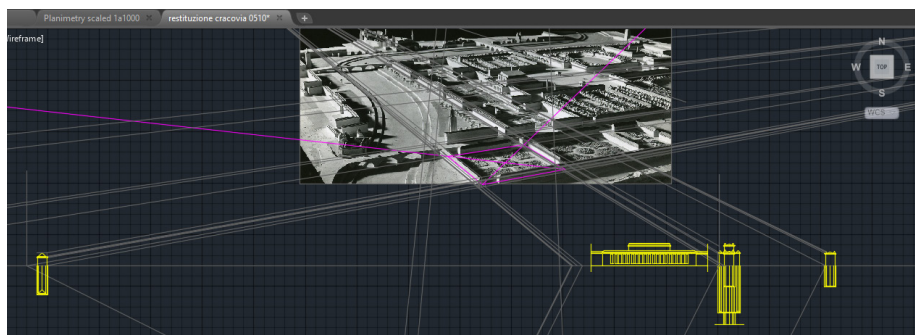 Planimetry scaled 1a1000
restituzione cracovia 0510*
Wireframe]
N
W
TOP
E
S
WCS